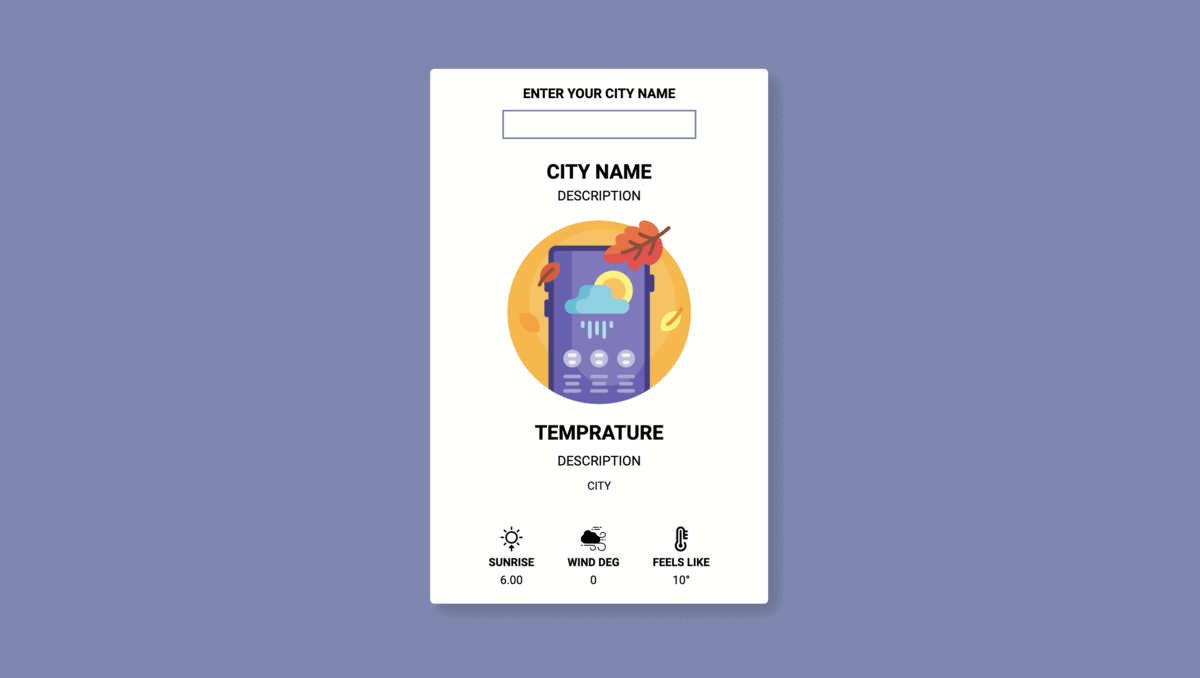 ENTER YOUR CITY NAME
CITY NAME
DESCRIPTION
TEMPRATURE
DESCRIPTION
CITY
SUNRISE WIND DEG FEELS LIKE
6.00 0 10°